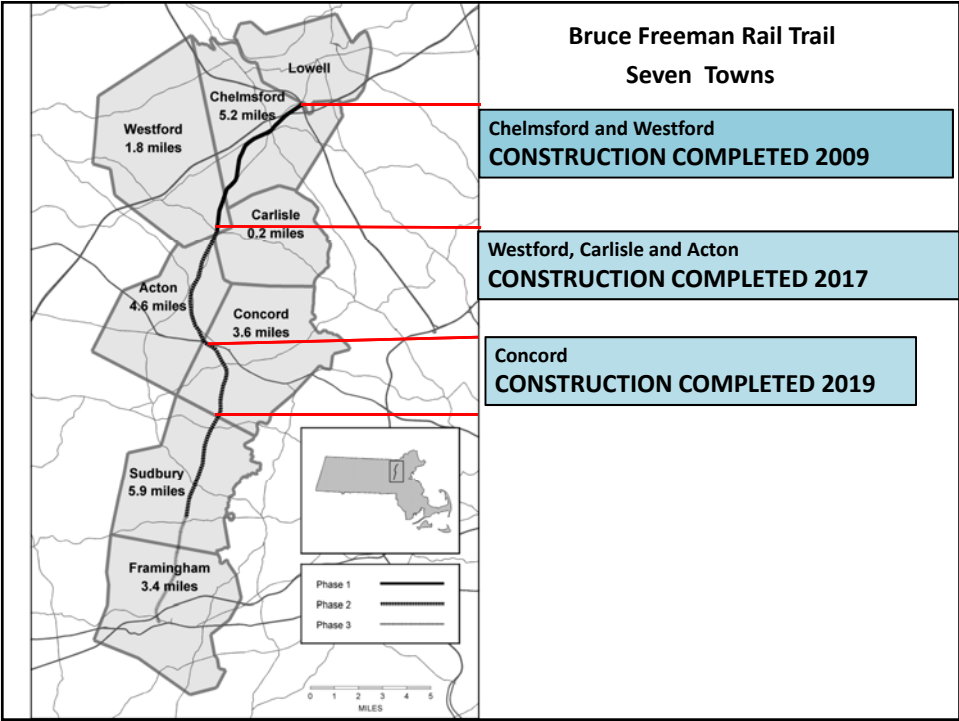 Bruce Freeman Rail Trail
Seven Towns
Lowell
Chelmsford
5.2 miles
Westford
1.8 miles
Carlisle
0.2 miles
Acton
4.6 miles
Concord
3.6 miles
Sudbury
5.9 miles
Framingham
3.4 miles
Chelmsford and Westford
CONSTRUCTION COMPLETED 2009
Westford, Carlisle and Acton
CONSTRUCTION COMPLETED 2017
Concord
CONSTRUCTION COMPLETED 2019
Phase 1
Phase 2
Phase 3
0 1 2 3 4 5
MILES